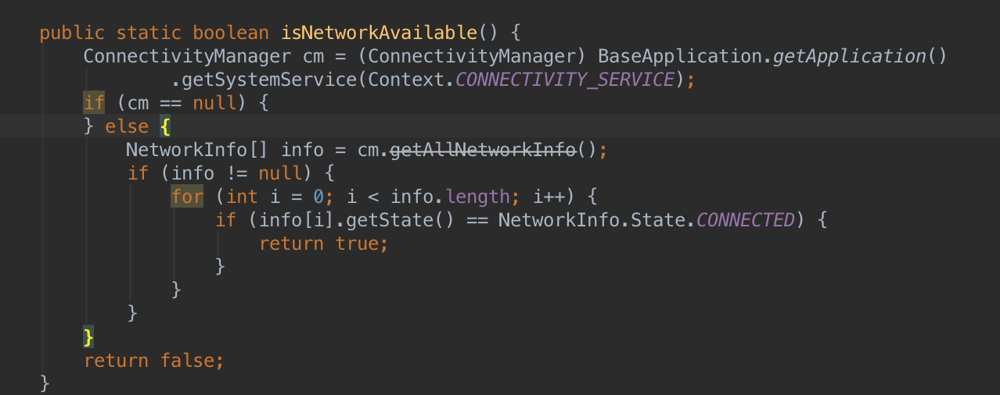 public static boolean isNetworkAvailable() {
ConnectivityManager cm = (ConnectivityManager) BaseApplication.getApplication()
.getSystemService(Context.CONNECTIVITY_SERVICE);
if (cm == null) {
} else {
NetworkInfo[] info = cm.getAllNetworkInfo();
if (info != null) {
for (int i = 0; i < info.length; i++) {
if (info[i].getState() == NetworkInfo.State.CONNECTED) {
return true;
}
}
}
}
return false;
}